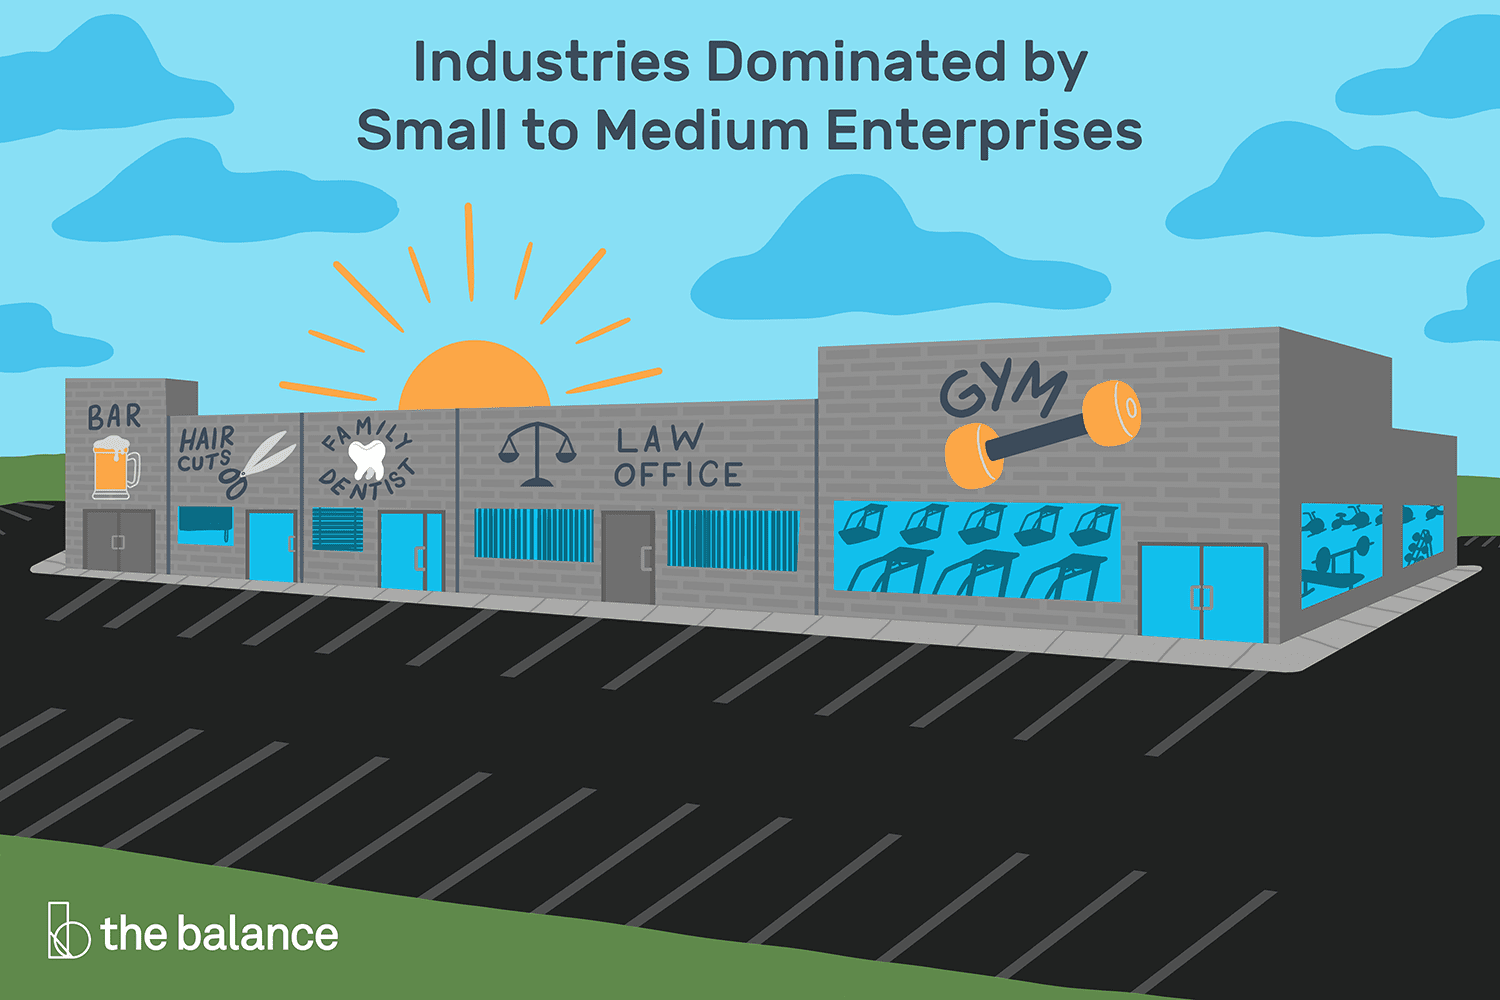 Industries Dominated by
Small to Medium Enterprises
BAR
HAIR
CUTS
FAMILY
DENTIST
LAW
OFFICE
GYM
the balance